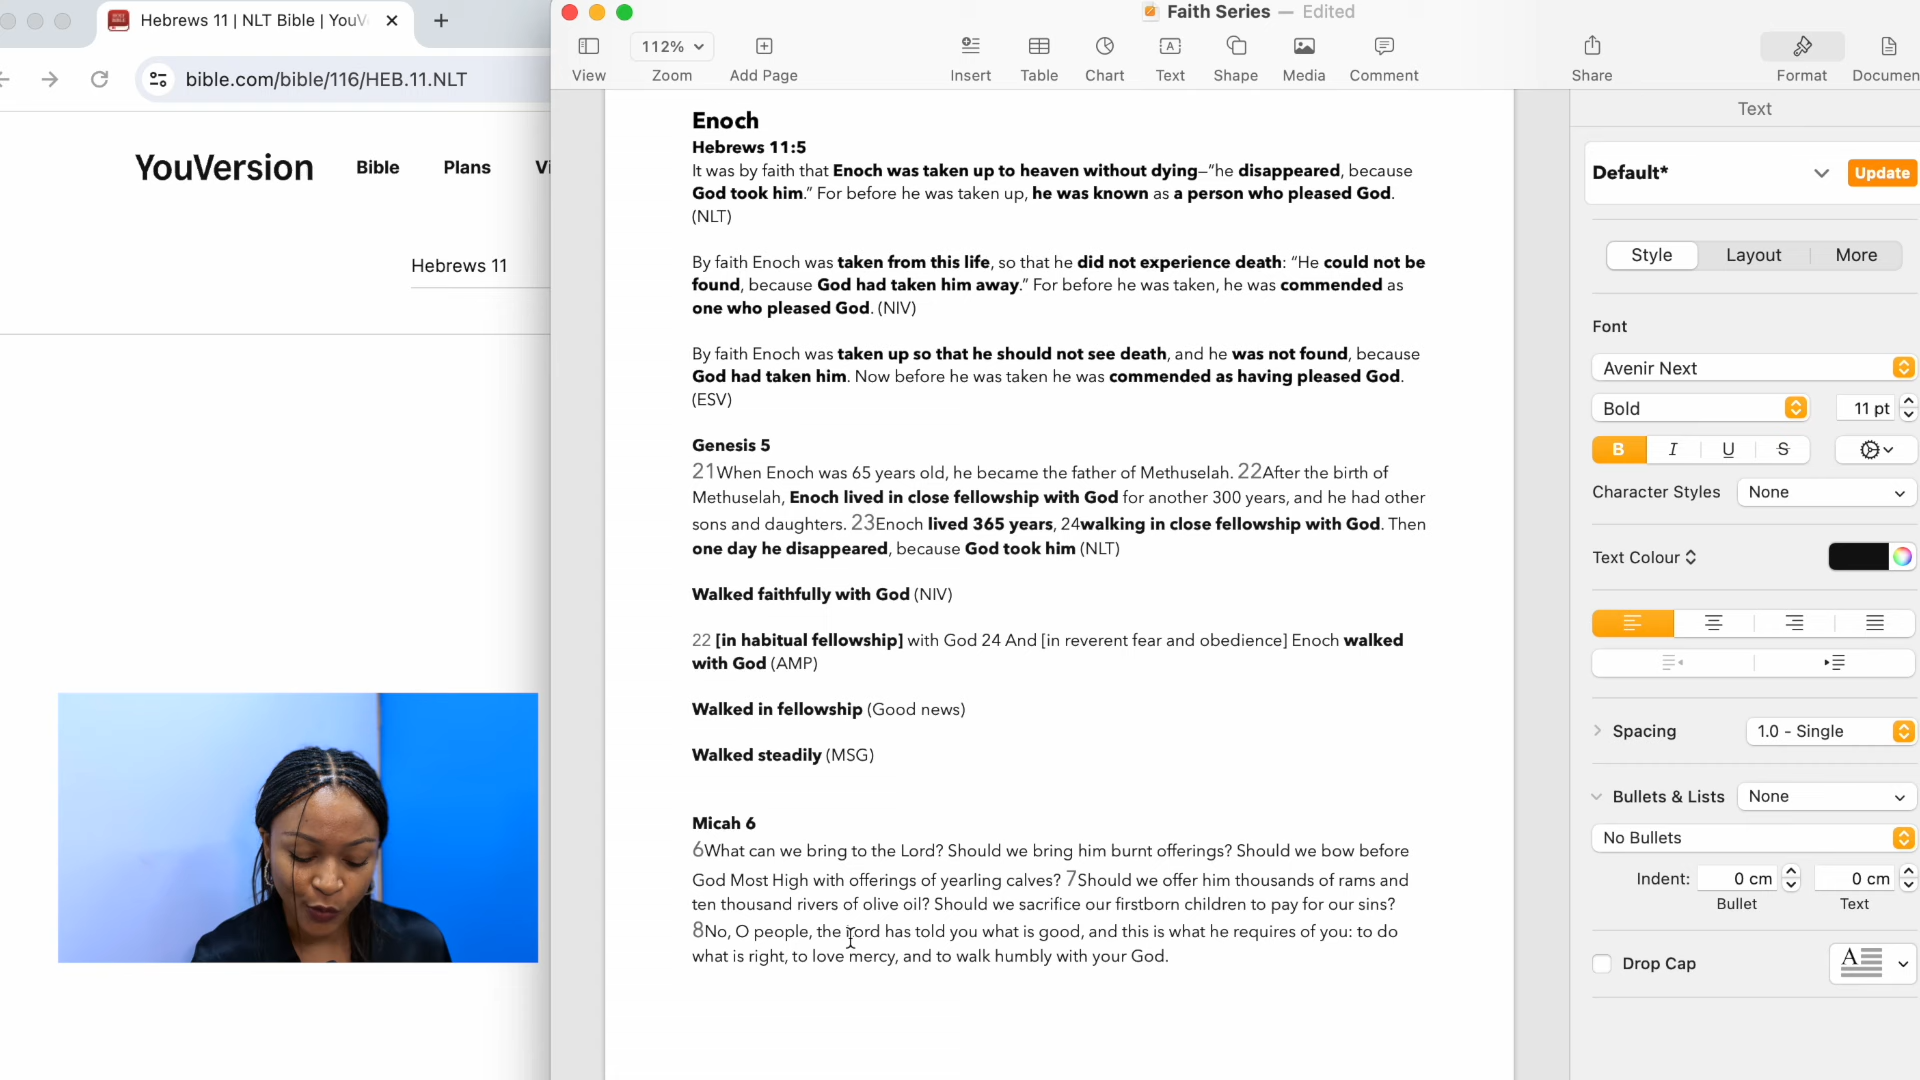 Hebrews 11 | NLT Bible | YouV
Faith Series — Edited
bible.com/bible/116/HEB.11.NLT
112%
View
Zoom
Add Page
Insert
Table
Chart
Text
Shape
Media
Comment
Share
Format
Documen
YouVersion
Bible
Plans
Vi
Hebrews 11
Enoch
Hebrews 11:5
It was by faith that Enoch was taken up to heaven without dying—“he disappeared, because
God took him.” For before he was taken up, he was known as a person who pleased God.
(NLT)
By faith Enoch was taken from this life, so that he did not experience death: “He could not be
found, because God had taken him away.” For before he was taken, he was commended as
one who pleased God. (NIV)
By faith Enoch was taken up so that he should not see death, and he was not found, because
God had taken him. Now before he was taken he was commended as having pleased God.
(ESV)
Genesis 5
21When Enoch was 65 years old, he became the father of Methuselah. 22After the birth of
Methuselah, Enoch lived in close fellowship with God for another 300 years, and he had other
sons and daughters. 23Enoch lived 365 years, 24walking in close fellowship with God. Then
one day he disappeared, because God took him (NLT)
Walked faithfully with God (NIV)
22 [in habitual fellowship] with God 24 And [in reverent fear and obedience] Enoch walked
with God (AMP)
Walked in fellowship (Good news)
Walked steadily (MSG)
Micah 6
6What can we bring to the Lord? Should we bring him burnt offerings? Should we bow before
God Most High with offerings of yearling calves? 7Should we offer him thousands of rams and
ten thousand rivers of olive oil? Should we sacrifice our firstborn children to pay for our sins?
8No, O people, the Lord has told you what is good, and this is what he requires of you: to do
what is right, to love mercy, and to walk humbly with your God.
Text
Default*
Update
Style
Layout
More
Font
Avenir Next
Bold
11 pt
B I U S
Character Styles
None
Text Colour
Spacing
1.0 - Single
Bullets & Lists
None
No Bullets
Indent:
0 cm
0 cm
Bullet
Text
Drop Cap
A